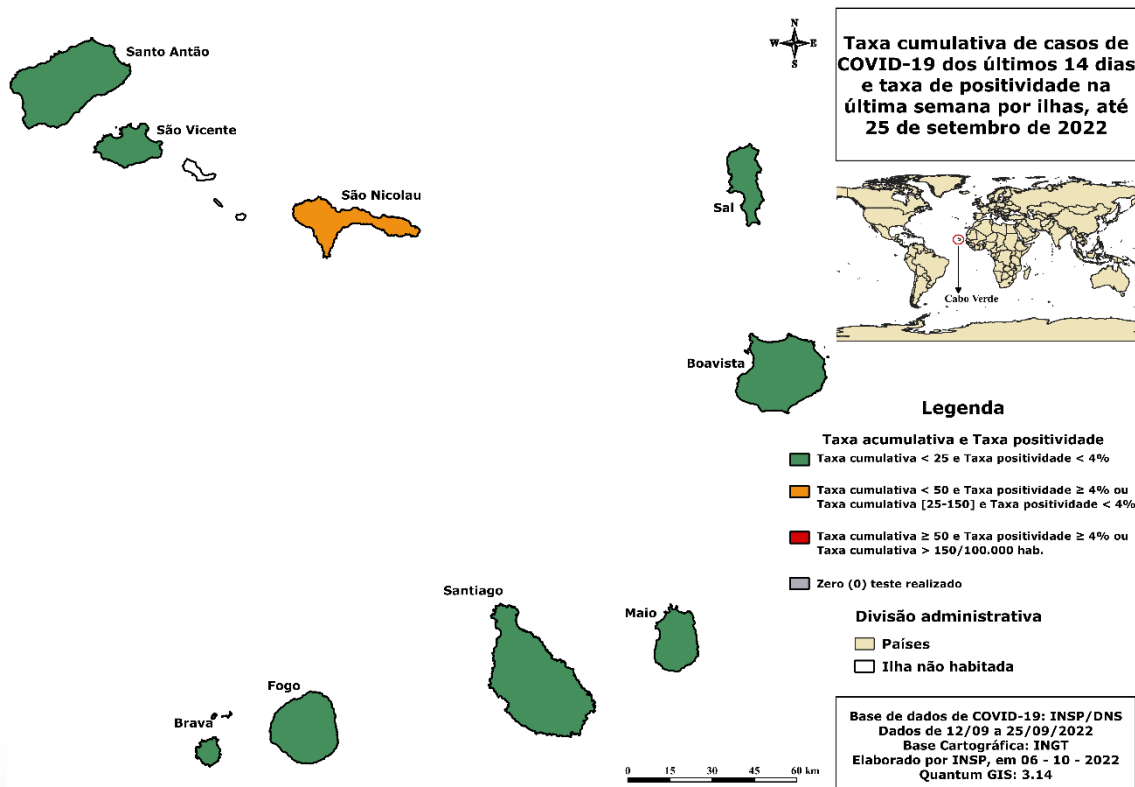 Taxa cumulativa de casos de
COVID-19 dos últimos 14 dias
e taxa de positividade na
última semana por ilhas, até
25 de setembro de 2022
N
W
E
S
Santo Antão
São Vicente
São Nicolau
Sal
Cabo Verde
Boavista
Legenda
Taxa acumulativa e Taxa positividade
Taxa cumulativa < 25 e Taxa positividade < 4%
Taxa cumulativa < 50 e Taxa positividade ≥ 4% ou
Taxa cumulativa [25-150] e Taxa positividade < 4%
Taxa cumulativa ≥ 50 e Taxa positividade ≥ 4% ou
Taxa cumulativa > 150/100.000 hab.
Zero (0) teste realizado
Divisão administrativa
Países
Ilha não habitada
Santiago
Maio
Fogo
Brava
0 15 30 45 60 km
Base de dados de COVID-19: INSP/DNS
Dados de 12/09 a 25/09/2022
Base Cartográfica: INGT
Elaborado por INSP, em 06 - 10 - 2022
Quantum GIS: 3.14